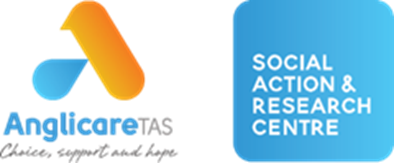 AnglicareTAS
Choice, support and hope
SOCIAL
ACTION &
RESEARCH
CENTRE